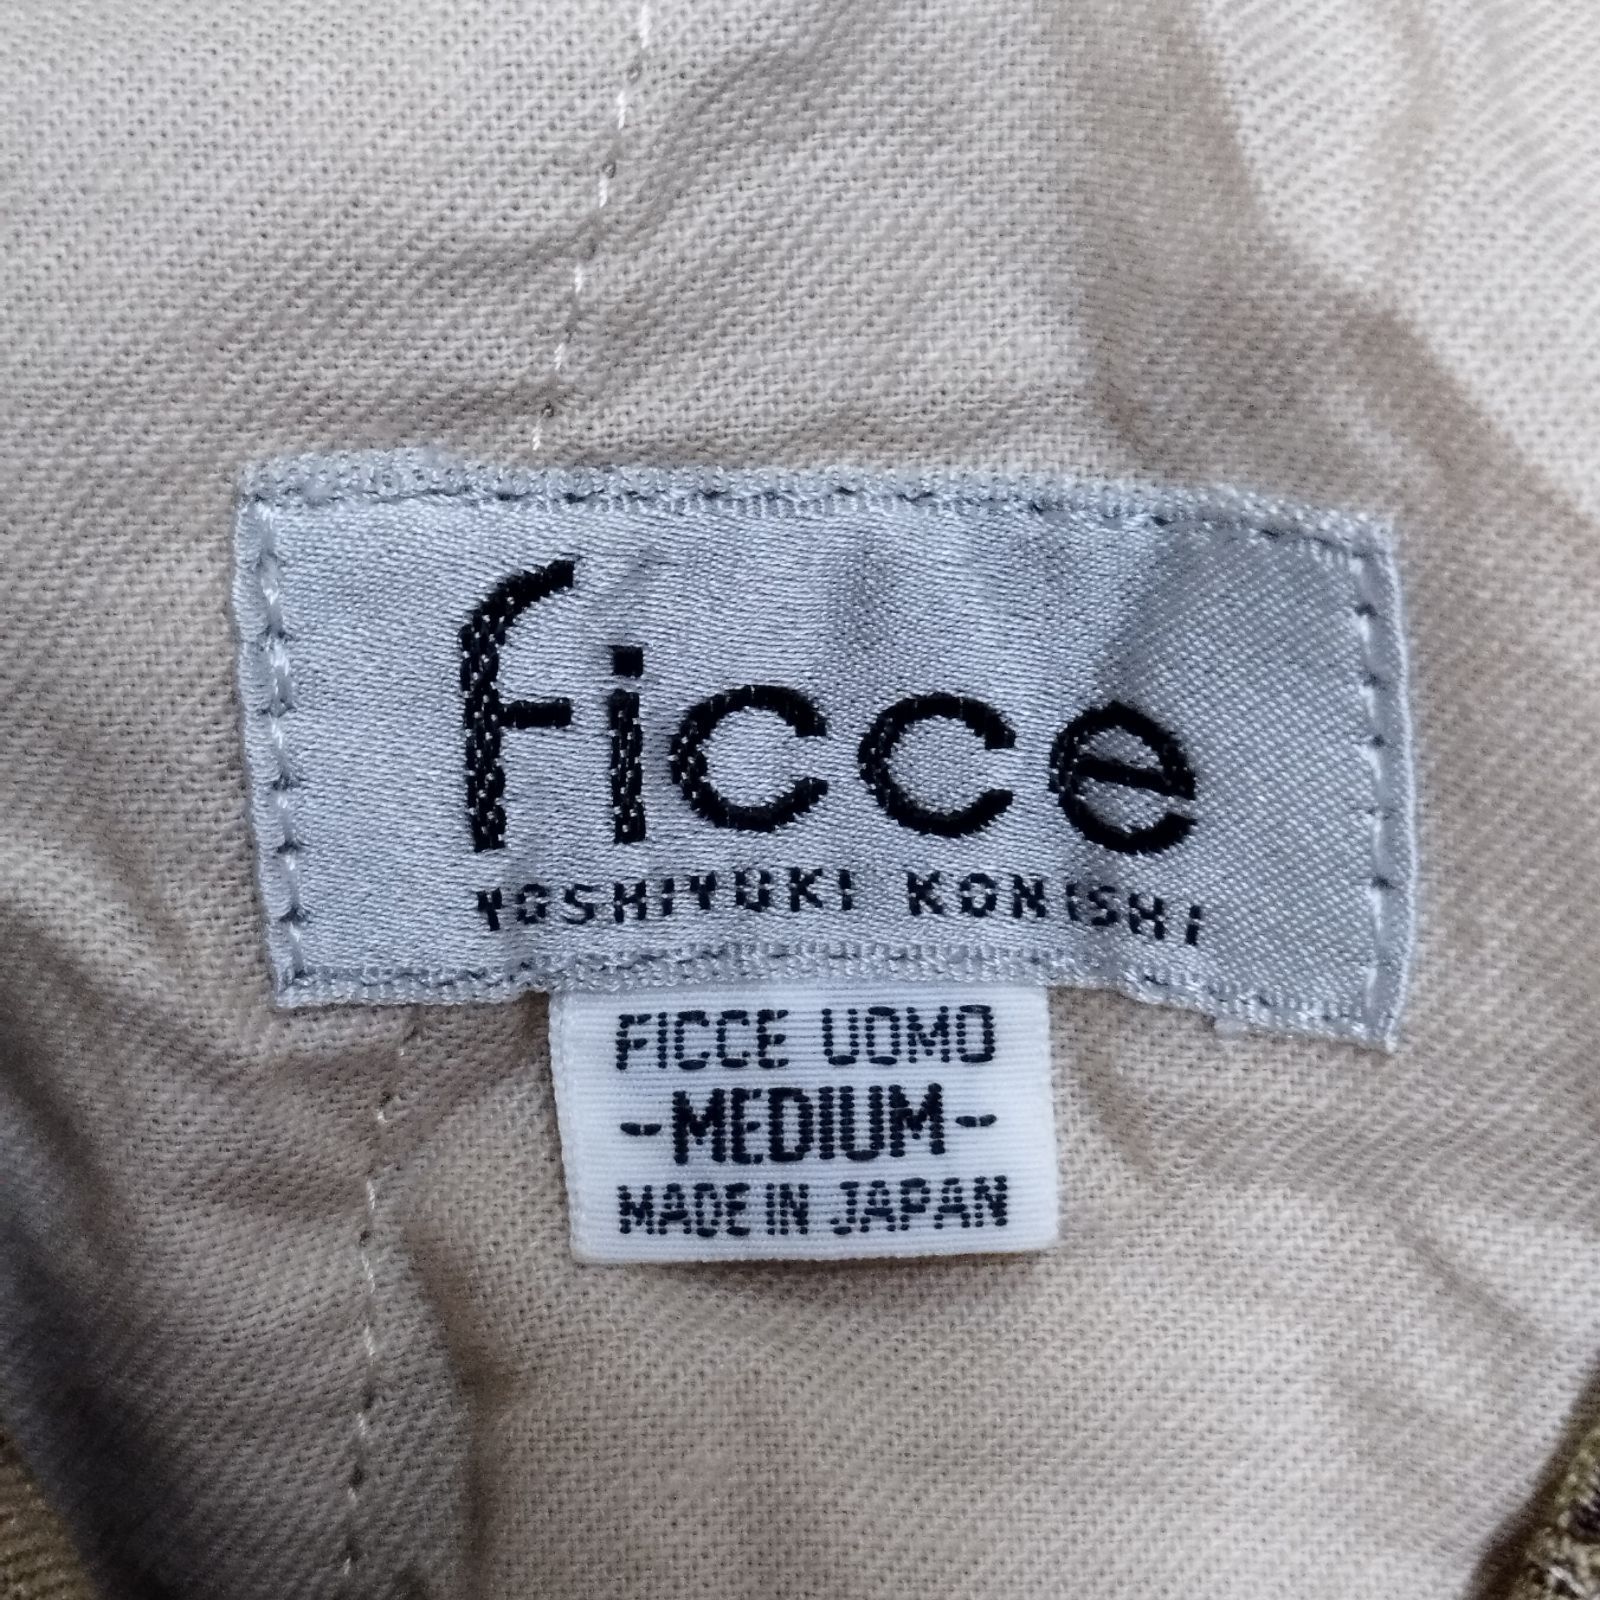 ficce
YOSHIYUKI KONISHI
FICCE UOMO
-MEDIUM-
MADE IN JAPAN